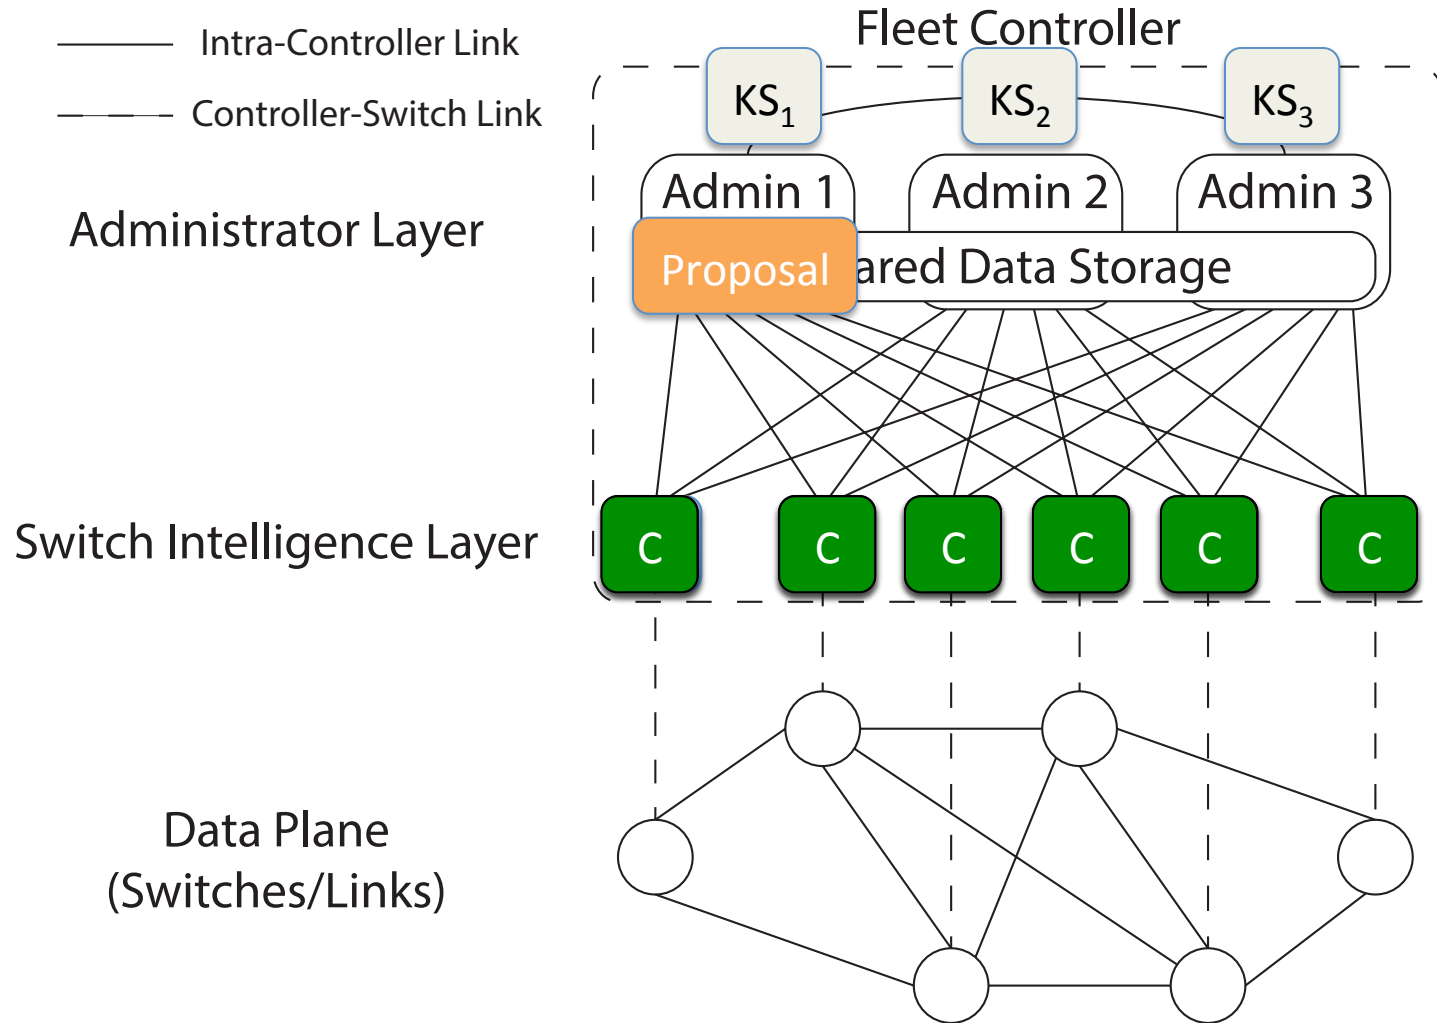 Fleet Controller
Intra-Controller Link
Controller-Switch Link
KS1
KS2
KS3
Admin 1
Admin 2
Admin 3
Administrator Layer
Proposal
ared Data Storage
Switch Intelligence Layer
C
C
C
C
C
C
Data Plane
(Switches/Links)